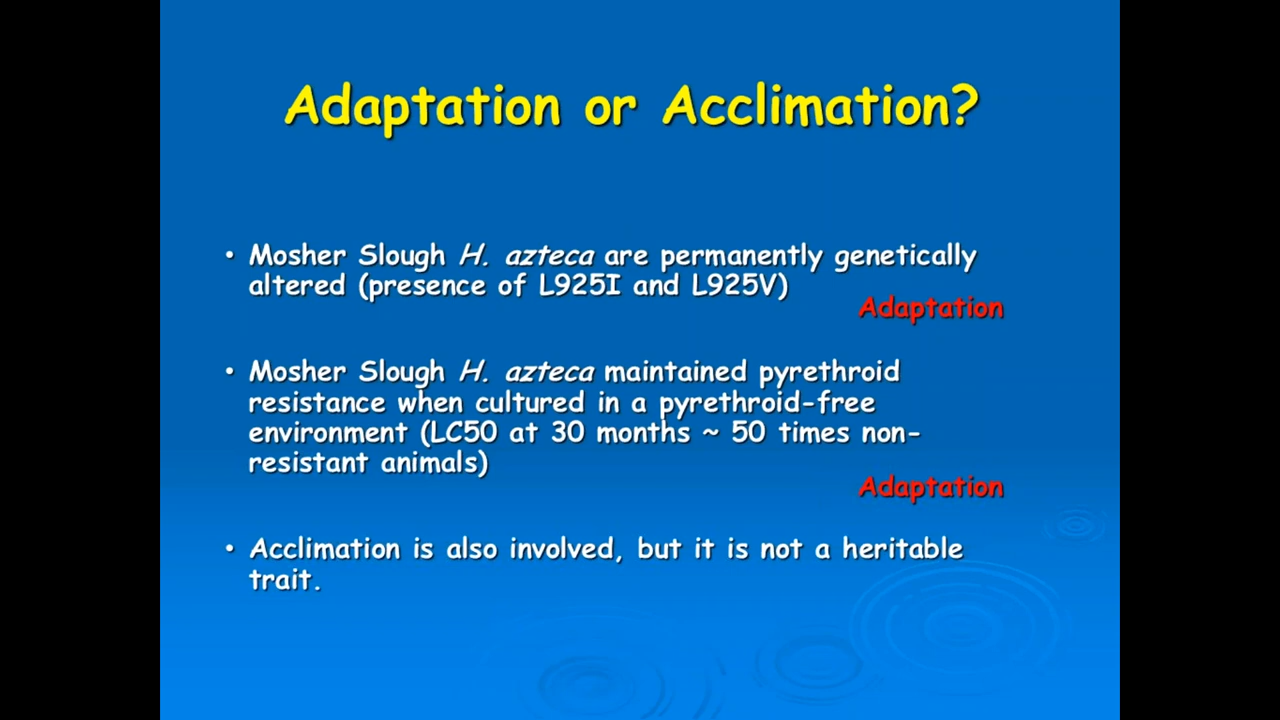 Adaptation or Acclimation?
• Mosher Slough H. azteca are permanently genetically
altered (presence of L925I and L925V)
Adaptation
• Mosher Slough H. azteca maintained pyrethroid
resistance when cultured in a pyrethroid-free
environment (LC50 at 30 months ~ 50 times non-
resistant animals)
Adaptation
• Acclimation is also involved, but it is not a heritable
trait.